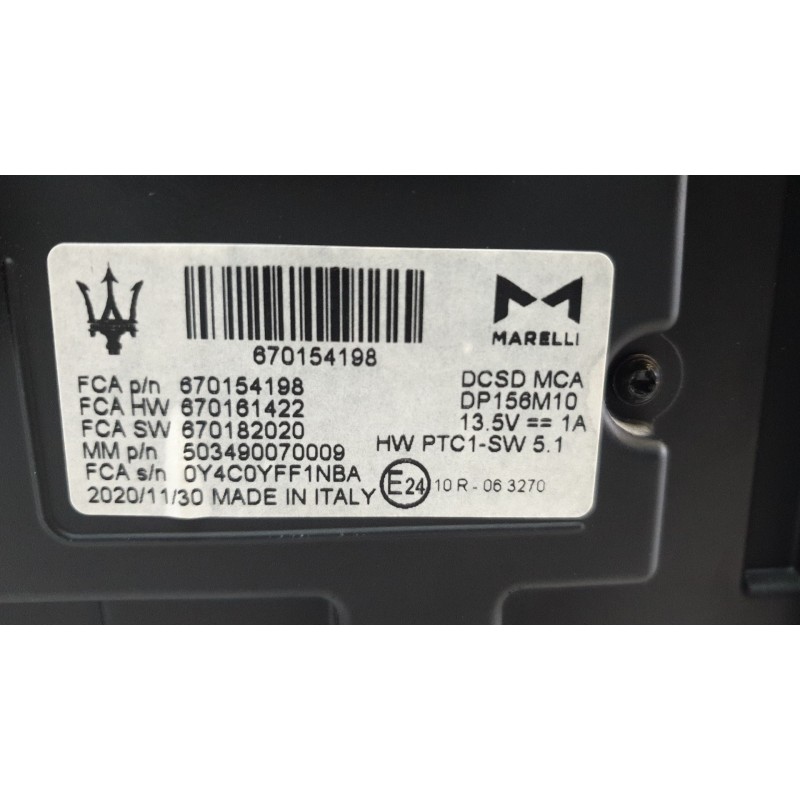 670154198
MARELLI
FCA p/n 670154198
FCA HW 670161422
FCA SW 670182020
MM p/n 503490070009
FCA s/n 0Y4C0YFF1NBA
2020/11/30 MADE IN ITALY
DCSD MCA
DP156M10
13.5V ⎓ 1A
HW PTC1-SW 5.1
E24 10 R - 06 3270